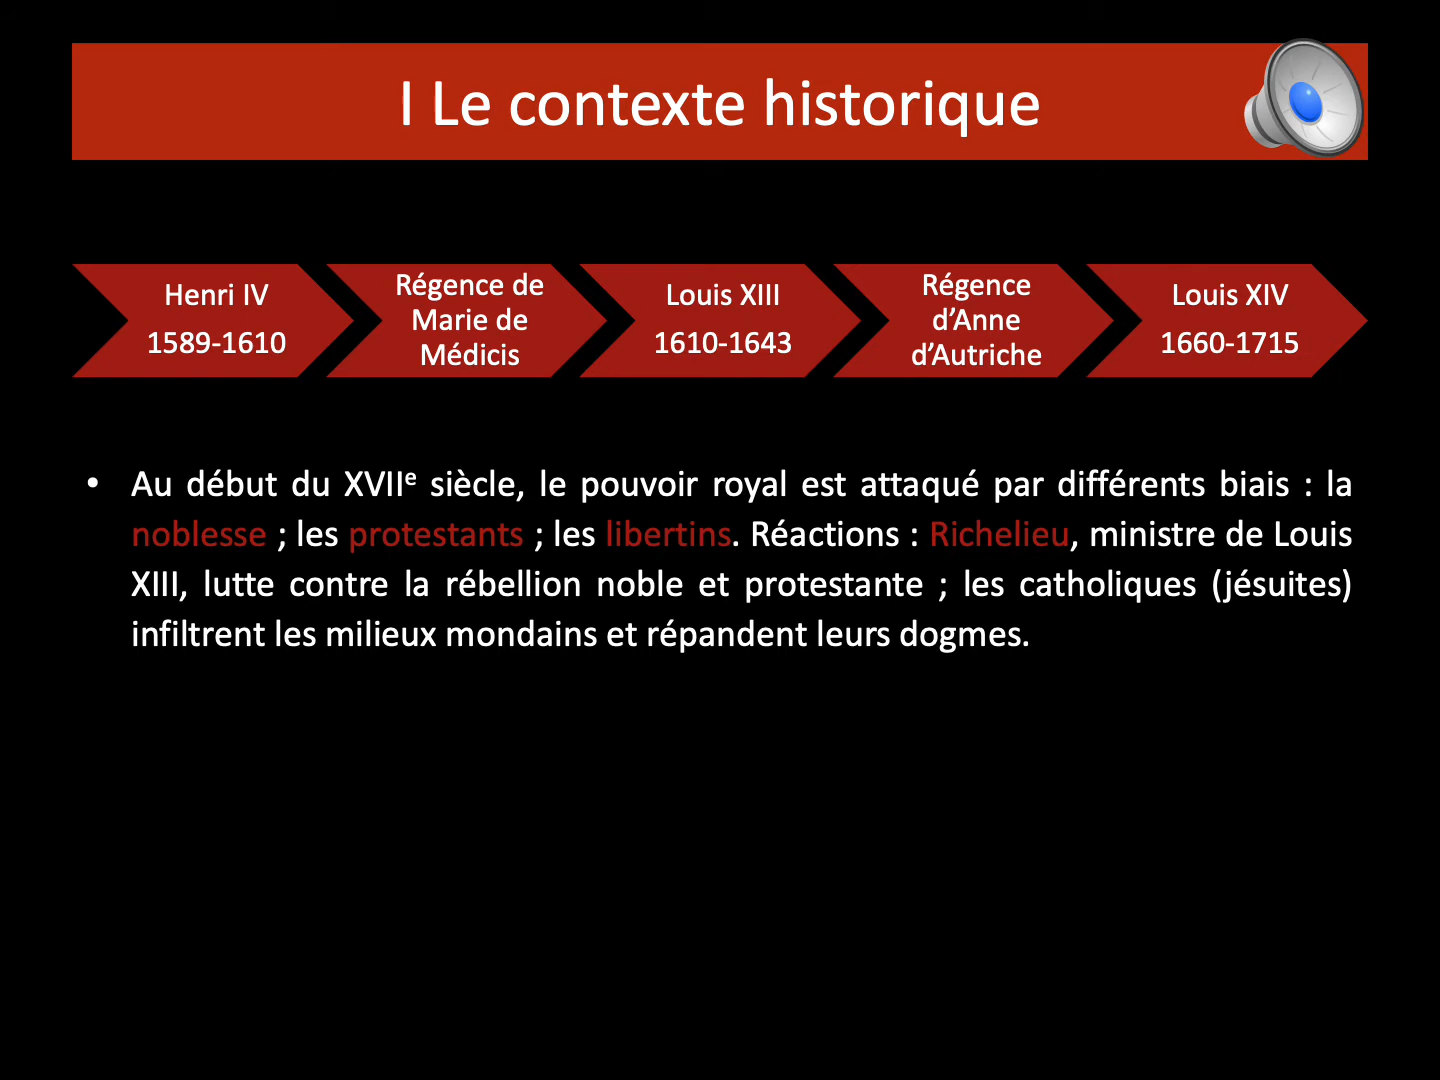 I Le contexte historique
Henri IV
1589-1610
Régence de
Marie de
Médicis
Louis XIII
1610-1643
Régence
d’Anne
d’Autriche
Louis XIV
1660-1715
• Au début du XVIIᵉ siècle, le pouvoir royal est attaqué par différents biais : la
noblesse ; les protestants ; les libertins. Réactions : Richelieu, ministre de Louis
XIII, lutte contre la rébellion noble et protestante ; les catholiques (jésuites)
infiltrent les milieux mondains et répandent leurs dogmes.